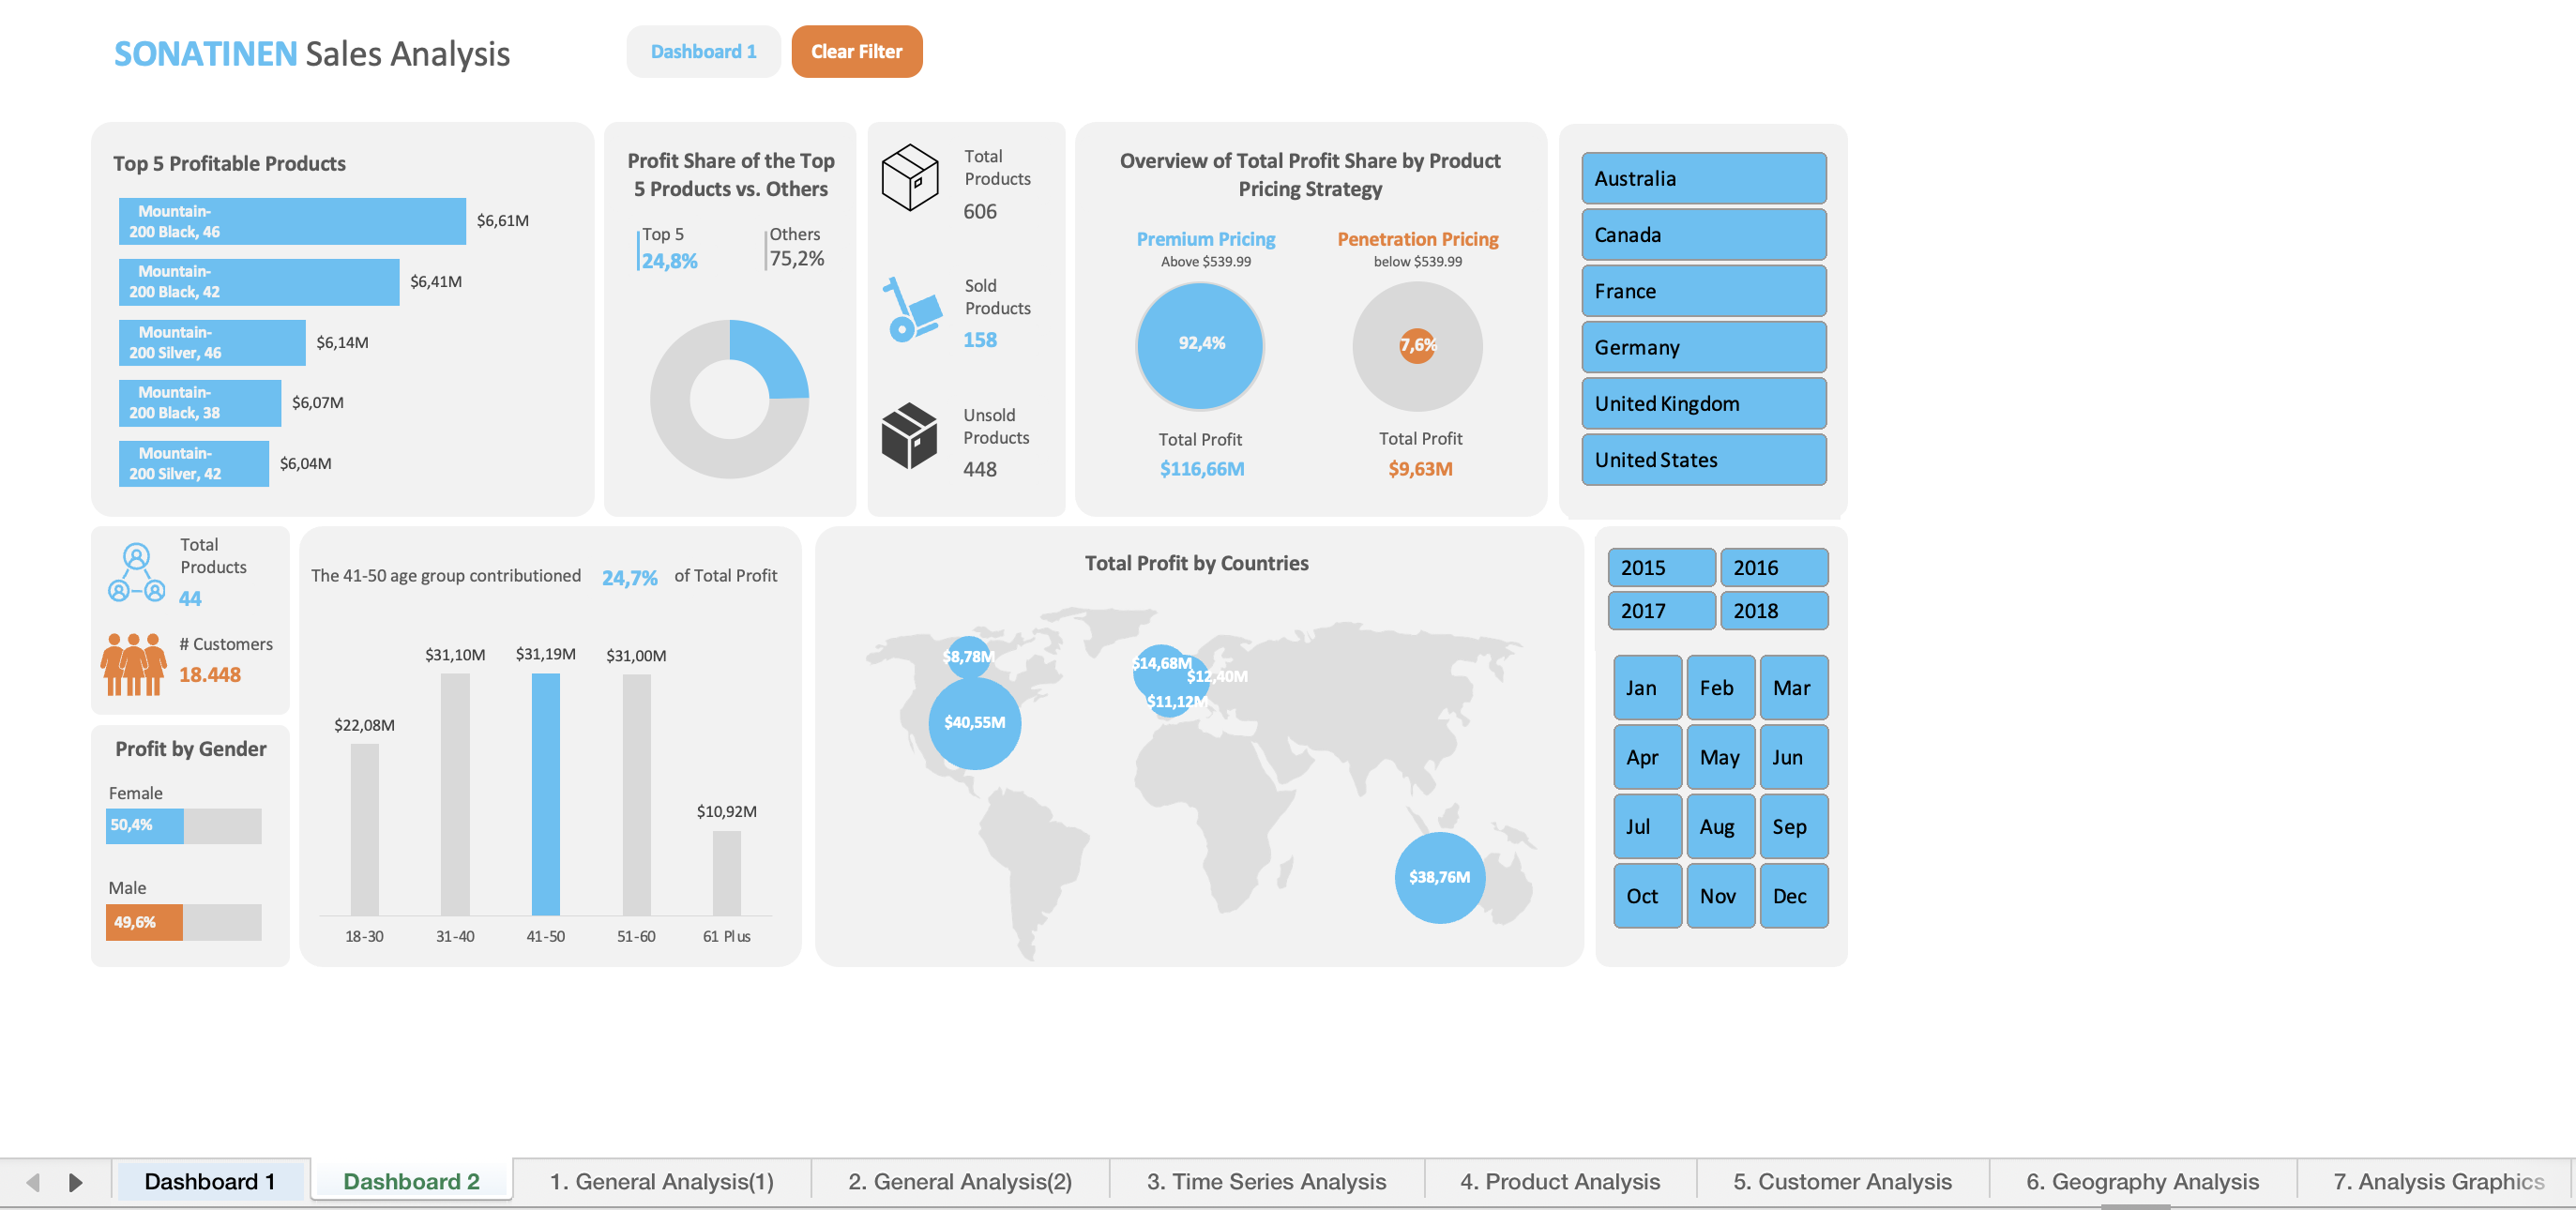 SONATINEN Sales Analysis
Dashboard 1
Clear Filter
Top 5 Profitable Products
Mountain-
200 Black, 46
$6,61M
Mountain-
200 Black, 42
$6,41M
Mountain-
200 Silver, 46
$6,14M
Mountain-
200 Black, 38
$6,07M
Mountain-
200 Silver, 42
$6,04M
Profit Share of the Top
5 Products vs. Others
Top 5
24,8%
Others
75,2%
Total
Products
606
Sold
Products
158
Unsold
Products
448
Overview of Total Profit Share by Product
Pricing Strategy
Premium Pricing
Above $539.99
92,4%
Total Profit
$116,66M
Penetration Pricing
below $539.99
7,6%
Total Profit
$9,63M
Australia
Canada
France
Germany
United Kingdom
United States
Total
Products
44
# Customers
18.448
Profit by Gender
Female
50,4%
Male
49,6%
The 41-50 age group contributioned 24,7% of Total Profit
$22,08M
$31,10M
$31,19M
$31,00M
$10,92M
18-30
31-40
41-50
51-60
61 Plus
Total Profit by Countries
$8,78M
$40,55M
$14,68M
$12,40M
$11,12M
$38,76M
2015
2016
2017
2018
Jan
Feb
Mar
Apr
May
Jun
Jul
Aug
Sep
Oct
Nov
Dec
Dashboard 1
Dashboard 2
1. General Analysis(1)
2. General Analysis(2)
3. Time Series Analysis
4. Product Analysis
5. Customer Analysis
6. Geography Analysis
7. Analysis Graphics